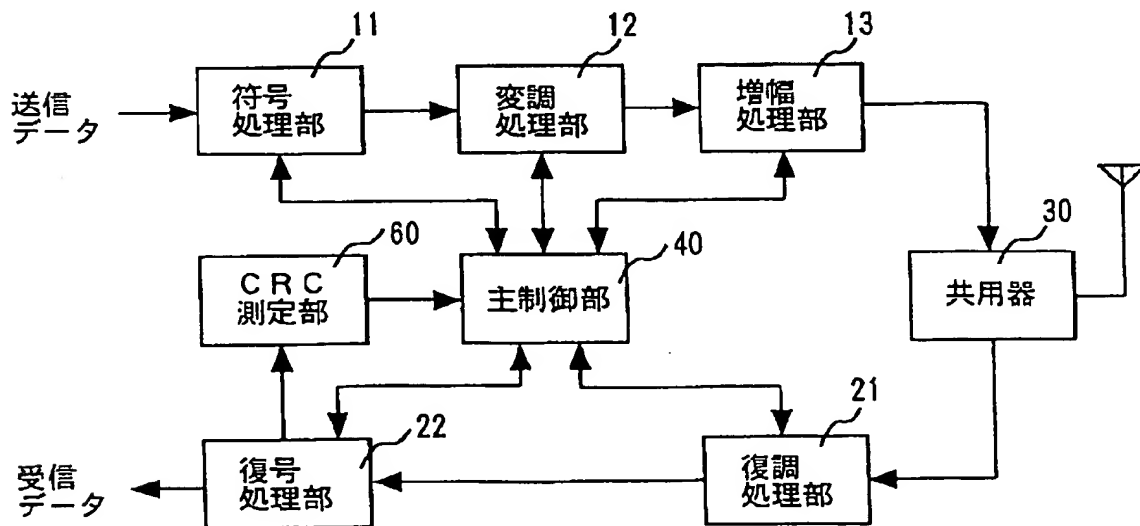 11
12
13
送信
データ
符号
処理部
変調
処理部
増幅
処理部
60
40
30
CRC
測定部
主制御部
共用器
22
21
受信
データ
復号
処理部
復調
処理部